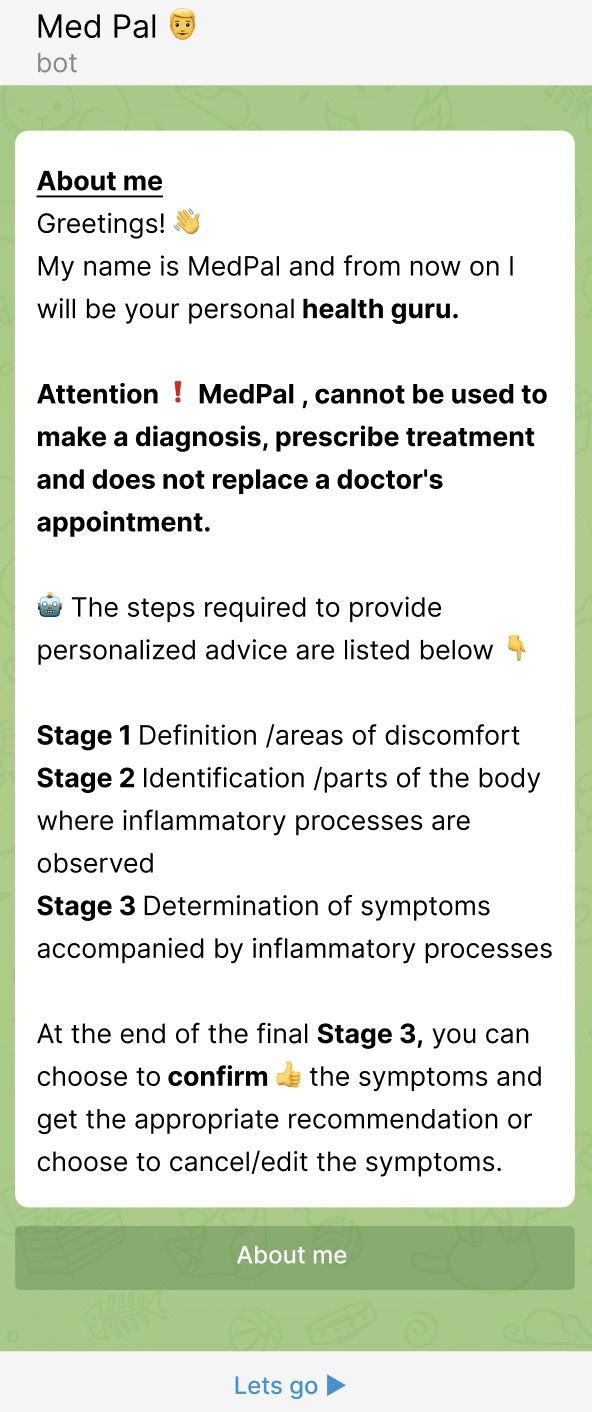 Med Pal 👨
bot
About me
Greetings! 👋
My name is MedPal and from now on I
will be your personal health guru.
Attention ❗ MedPal , cannot be used to
make a diagnosis, prescribe treatment
and does not replace a doctor's
appointment.
🤖 The steps required to provide
personalized advice are listed below 👇
Stage 1 Definition /areas of discomfort
Stage 2 Identification /parts of the body
where inflammatory processes are
observed
Stage 3 Determination of symptoms
accompanied by inflammatory processes
At the end of the final Stage 3, you can
choose to confirm 👍 the symptoms and
get the appropriate recommendation or
choose to cancel/edit the symptoms.
About me
Lets go ▶